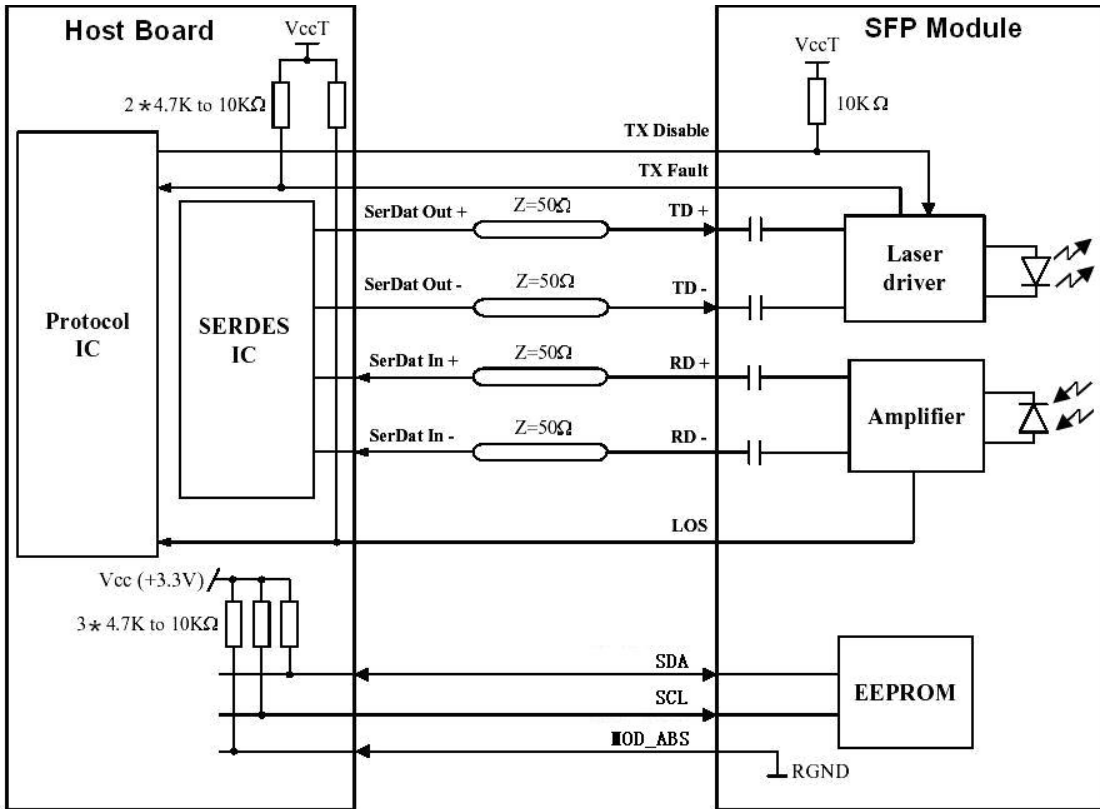 Host Board
SFP Module
VccT
VccT
2*4.7K to 10KΩ
10KΩ
TX Disable
TX Fault
SerDat Out +
Z=50Ω
TD +
SerDat Out -
Z=50Ω
TD -
Laser
driver
Protocol
IC
SERDES
IC
SerDat In +
Z=50Ω
RD +
SerDat In -
Z=50Ω
RD -
Amplifier
LOS
Vcc (+3.3V)
3*4.7K to 10KΩ
SDA
SCL
MOD_ABS
EEPROM
RGND